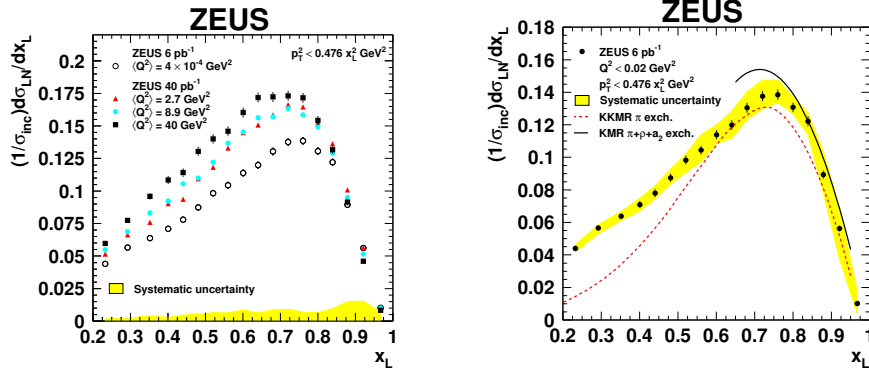 ZEUS
(1/σinc)dσLN/dxL
0.2
0.175
0.15
0.125
0.1
0.075
0.05
0.025
0
ZEUS 6 pb⁻¹
⟨Q²⟩ = 4 × 10⁻⁴ GeV²
ZEUS 40 pb⁻¹
⟨Q²⟩ = 2.7 GeV²
⟨Q²⟩ = 8.9 GeV²
⟨Q²⟩ = 40 GeV²
p²T < 0.476 x²L GeV²
Systematic uncertainty
0.2 0.3 0.4 0.5 0.6 0.7 0.8 0.9 1
xL
ZEUS
(1/σinc)dσLN/dxL
0.18
0.16
0.14
0.12
0.1
0.08
0.06
0.04
0.02
0
ZEUS 6 pb⁻¹
Q² < 0.02 GeV²
p²T < 0.476 x²L GeV²
Systematic uncertainty
KKMR π exch.
KMR π+ρ+a₂ exch.
0.2 0.3 0.4 0.5 0.6 0.7 0.8 0.9 1
xL